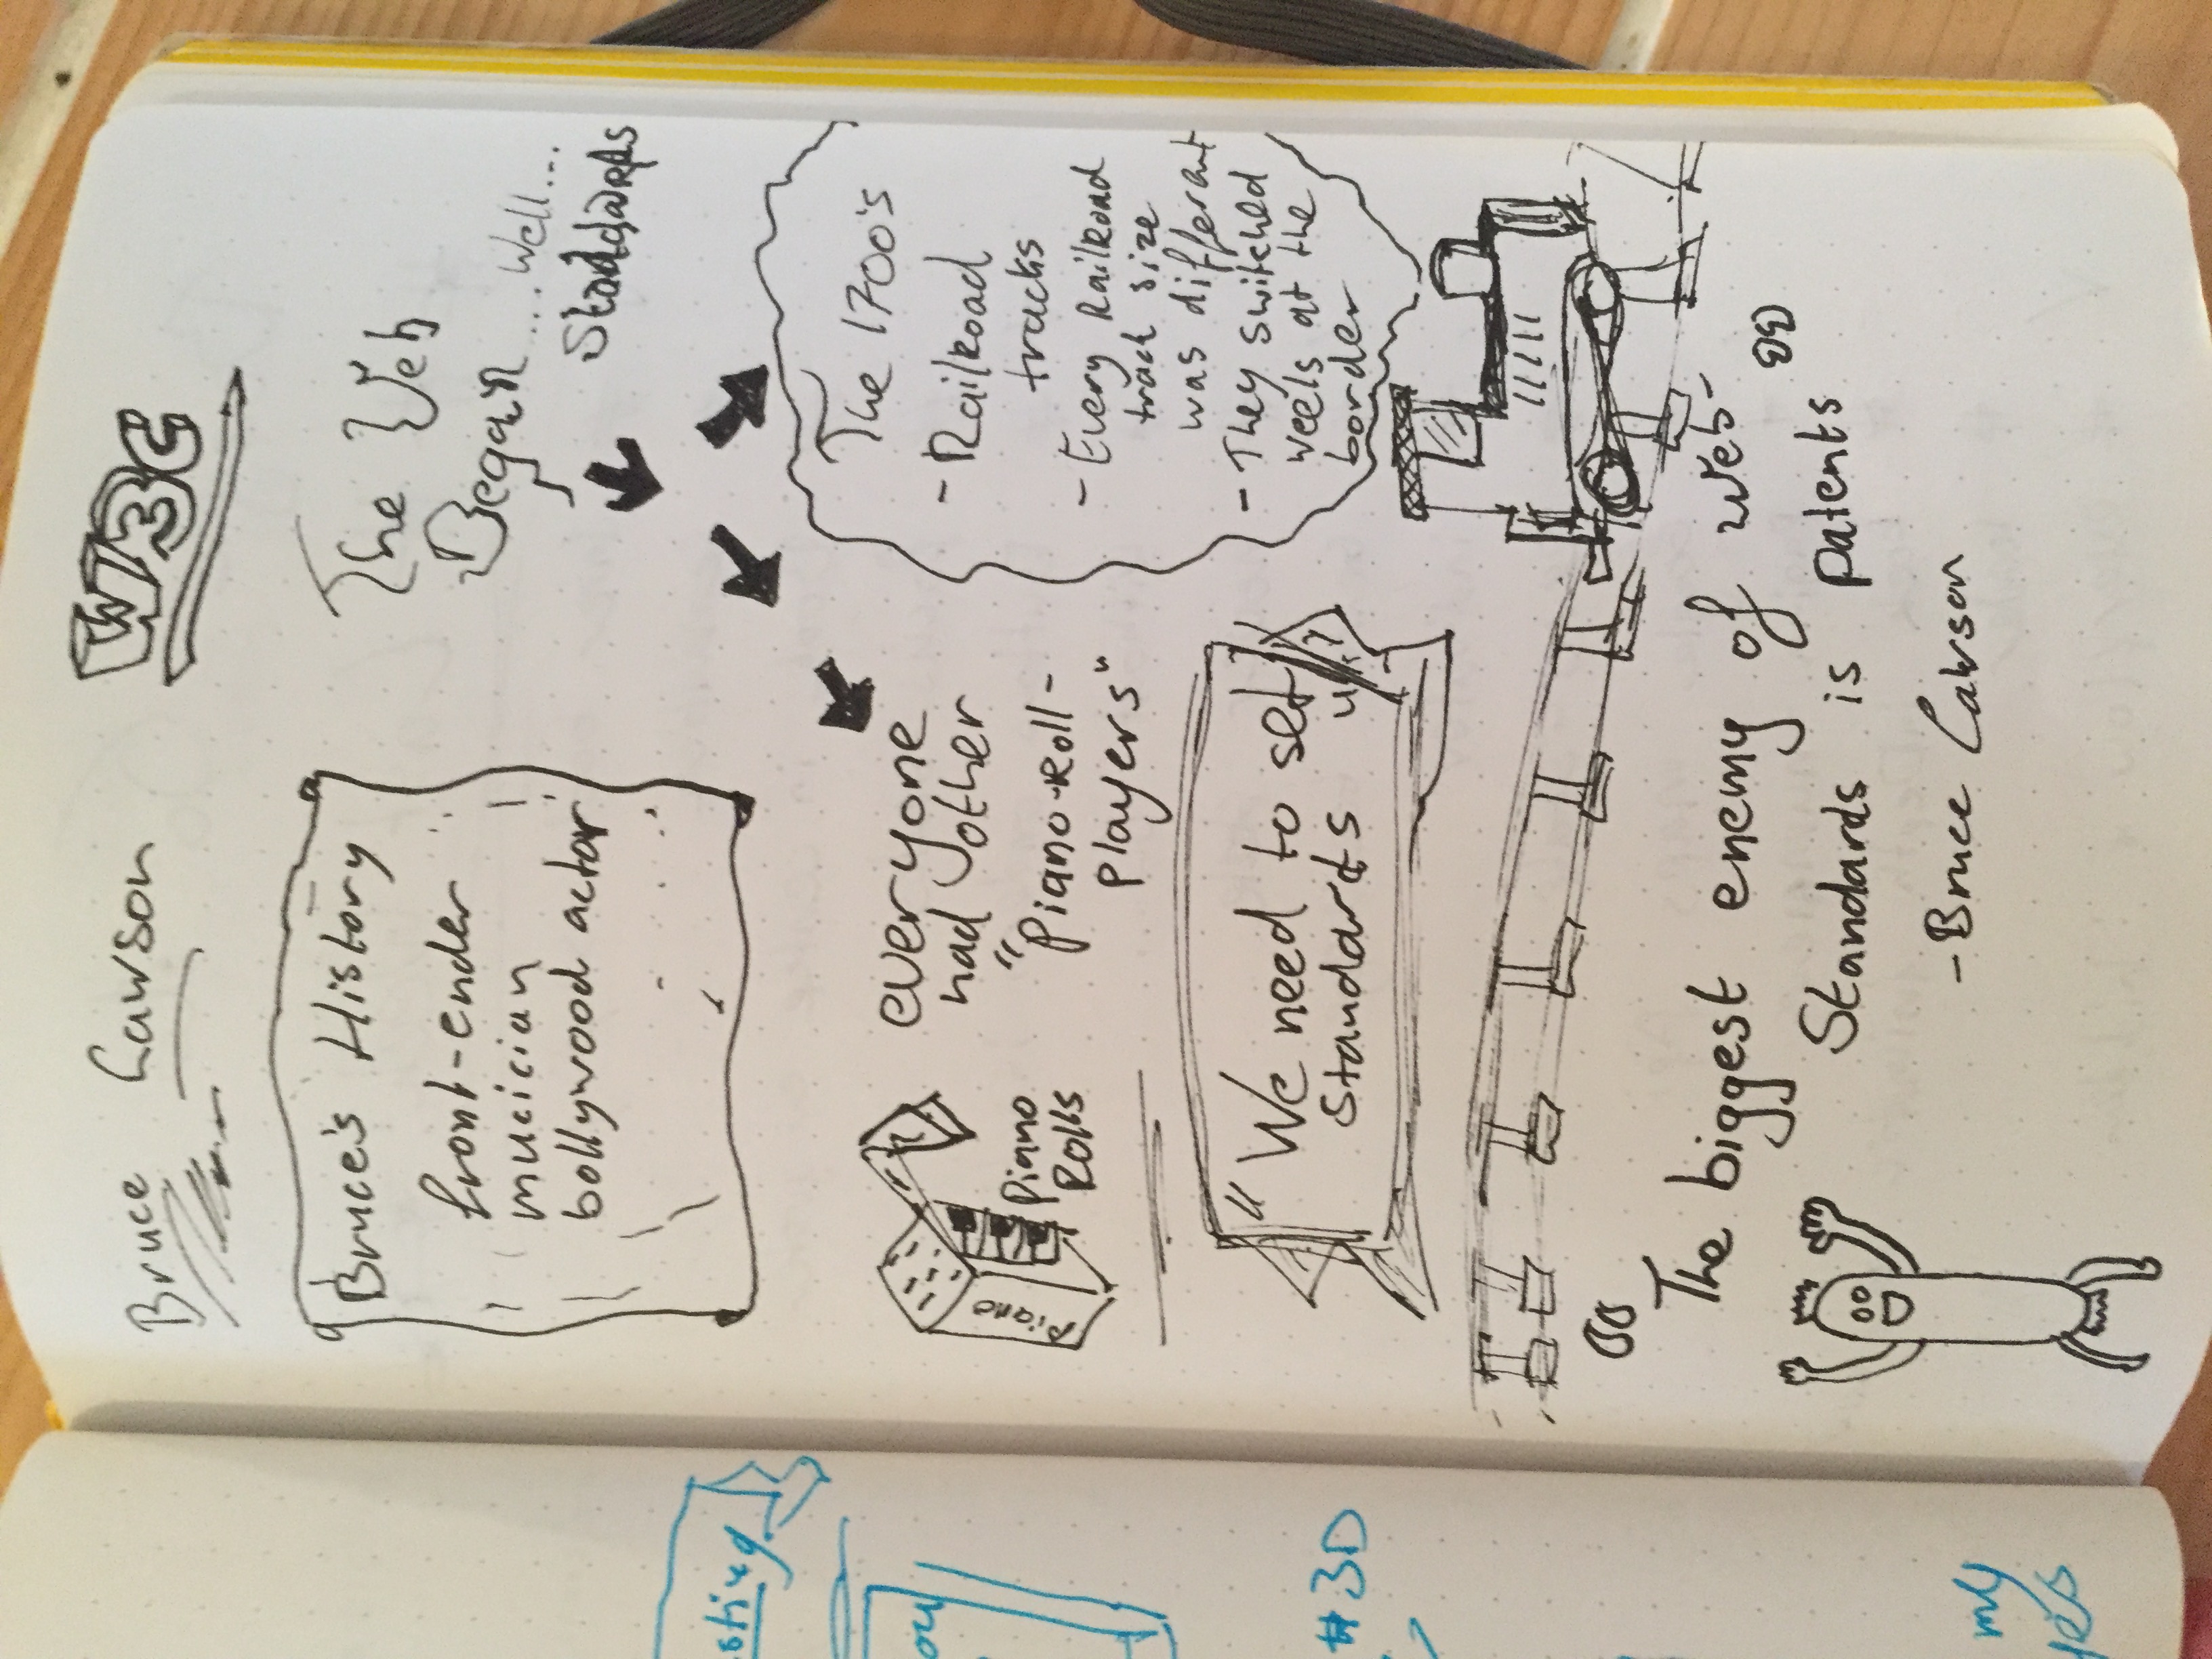 Bruce Lawson
W3C
Bruce's History
front-ender
mucician
bollywood actor
The Web
Began
...Well...
Standards
everyone
had other
"Piano-Roll-
players"
Piano
Piano
Rolls
The 1700's
- Railroad
tracks
- Every Railroad
track size
was different
- They switched
weels at the
border
"We need to set
standards
"The biggest enemy of web-
Standards is patents"
-Bruce Lawson
sting
ou
#3D
my
yes